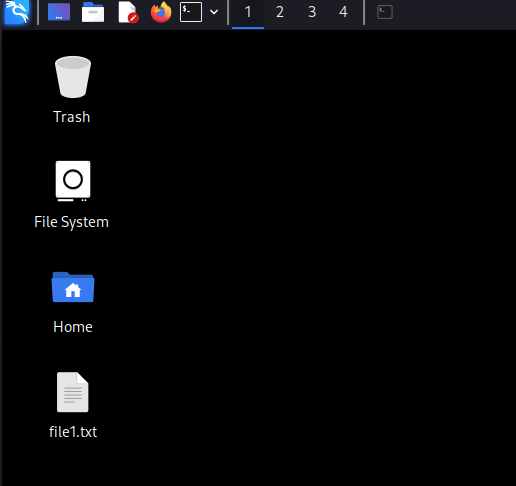 1 2 3 4
Trash
File System
Home
file1.txt